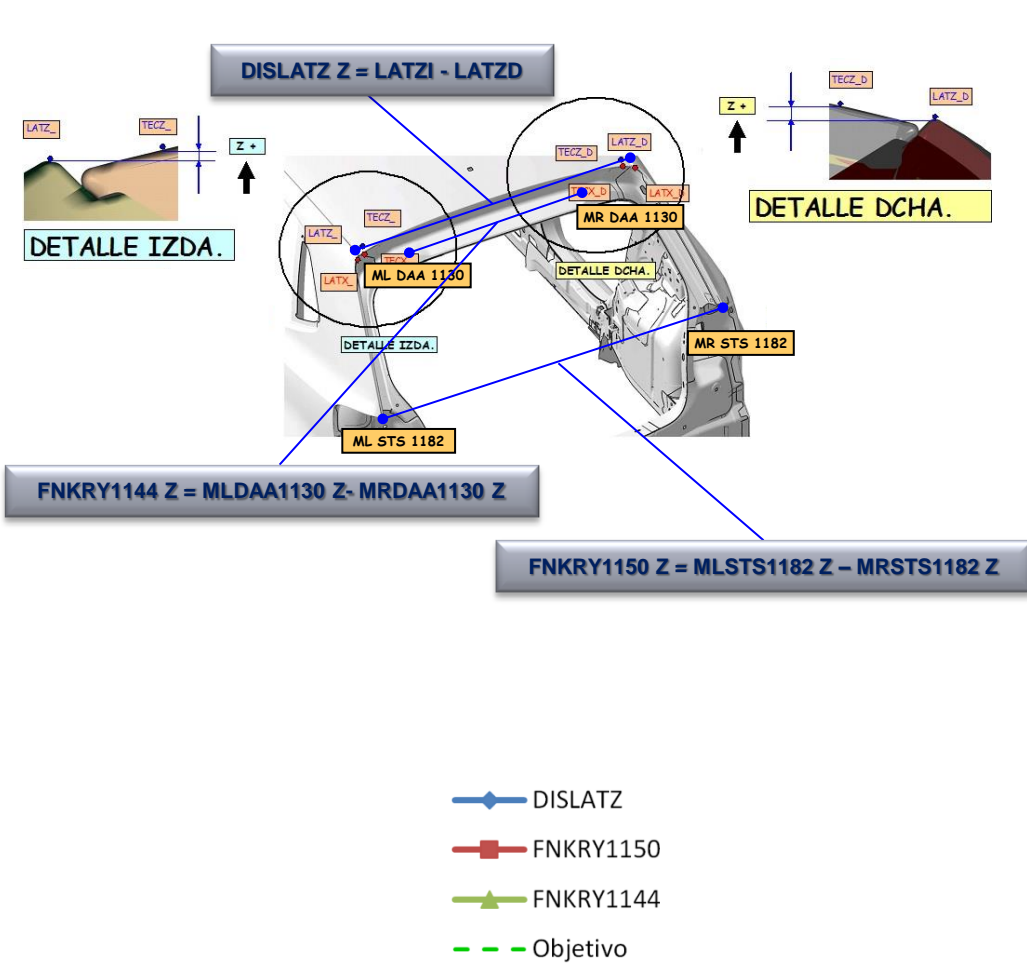 DISLATZ Z = LATZI - LATZD
LATZ_
TECZ_
Z +
DETALLE IZDA.
TECZ_D
LATZ_D
Z +
DETALLE DCHA.
LATZ_D
TECZ_D
LATX_D
MR DAA 1130
TECZ_
LATZ_
LATX_
ML DAA 1130
DETALLE DCHA.
DETALLE IZDA.
MR STS 1182
ML STS 1182
FNKRY1144 Z = MLDAA1130 Z- MRDAA1130 Z
FNKRY1150 Z = MLSTS1182 Z – MRSTS1182 Z
DISLATZ
FNKRY1150
FNKRY1144
Objetivo